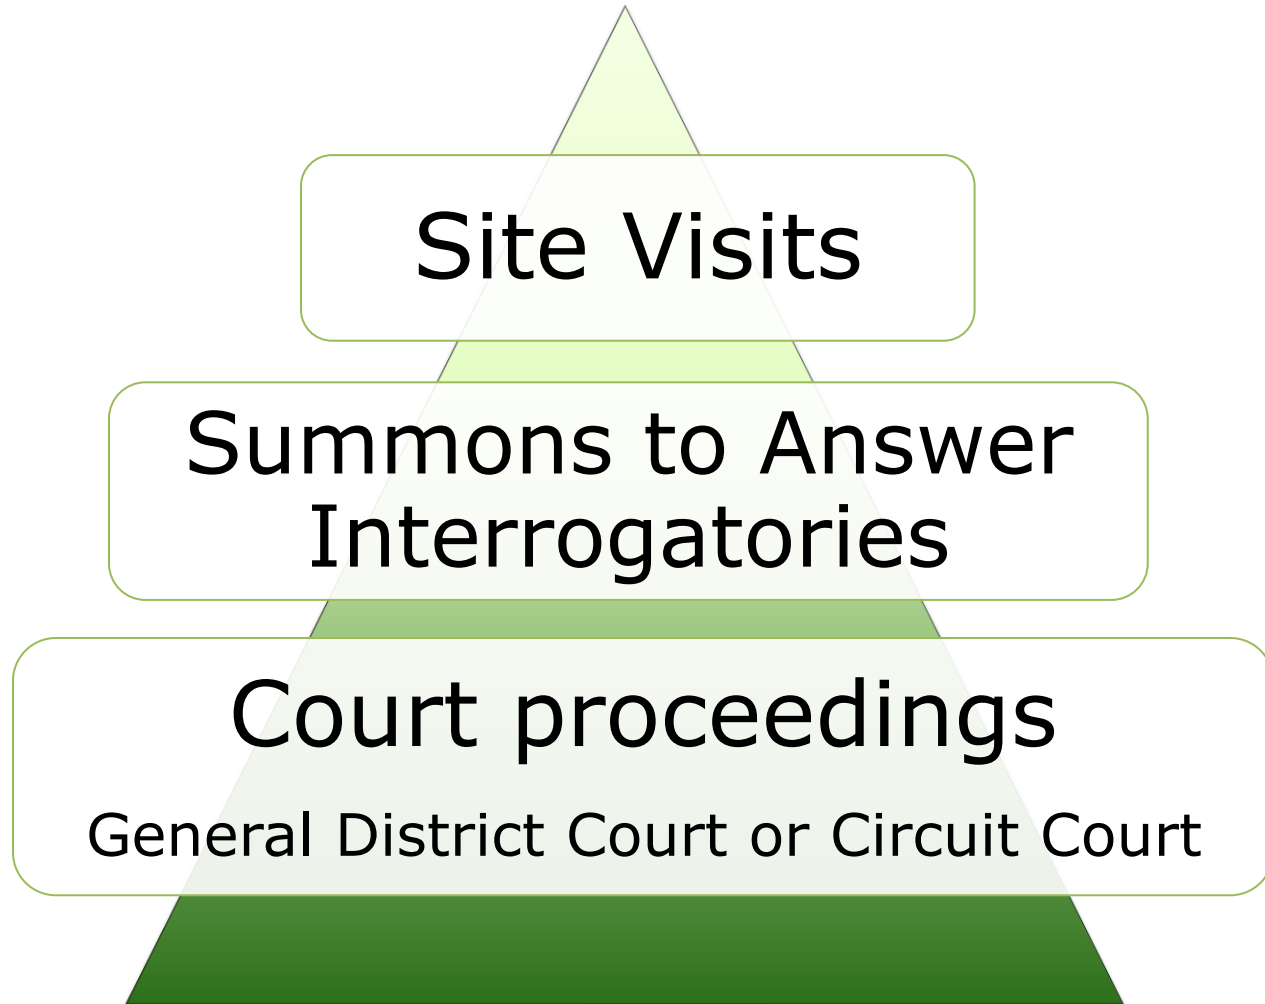 Site Visits
Summons to Answer
Interrogatories
Court proceedings
General District Court or Circuit Court